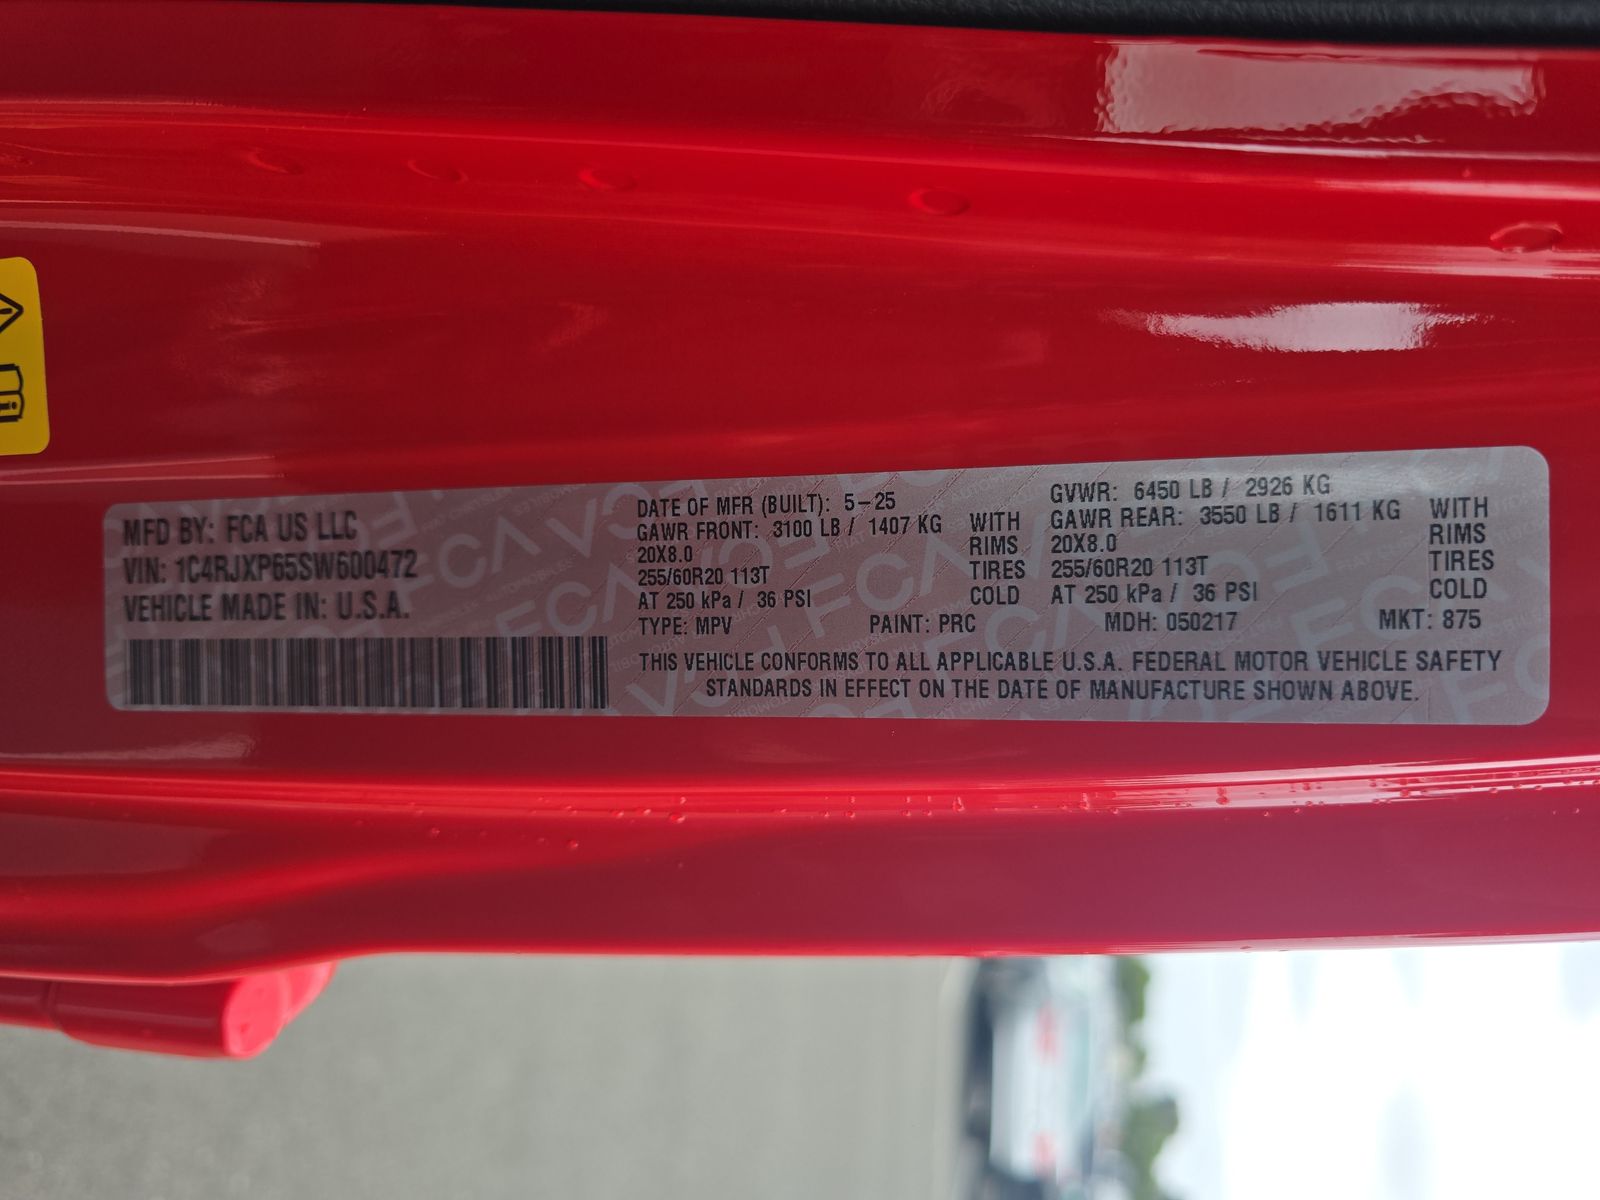 MFD BY: FCA US LLC
VIN: 1C4RJXP65SW600472
VEHICLE MADE IN: U.S.A.
DATE OF MFR (BUILT): 5-25
GAWR FRONT: 3100 LB / 1407 KG WITH
20X8.0 RIMS
255/60R20 113T TIRES
AT 250 kPa / 36 PSI COLD
GVWR: 6450 LB / 2926 KG
GAWR REAR: 3550 LB / 1611 KG WITH
20X8.0 RIMS
255/60R20 113T TIRES
AT 250 kPa / 36 PSI COLD
TYPE: MPV PAINT: PRC MDH: 050217 MKT: 875
THIS VEHICLE CONFORMS TO ALL APPLICABLE U.S.A. FEDERAL MOTOR VEHICLE SAFETY
STANDARDS IN EFFECT ON THE DATE OF MANUFACTURE SHOWN ABOVE.